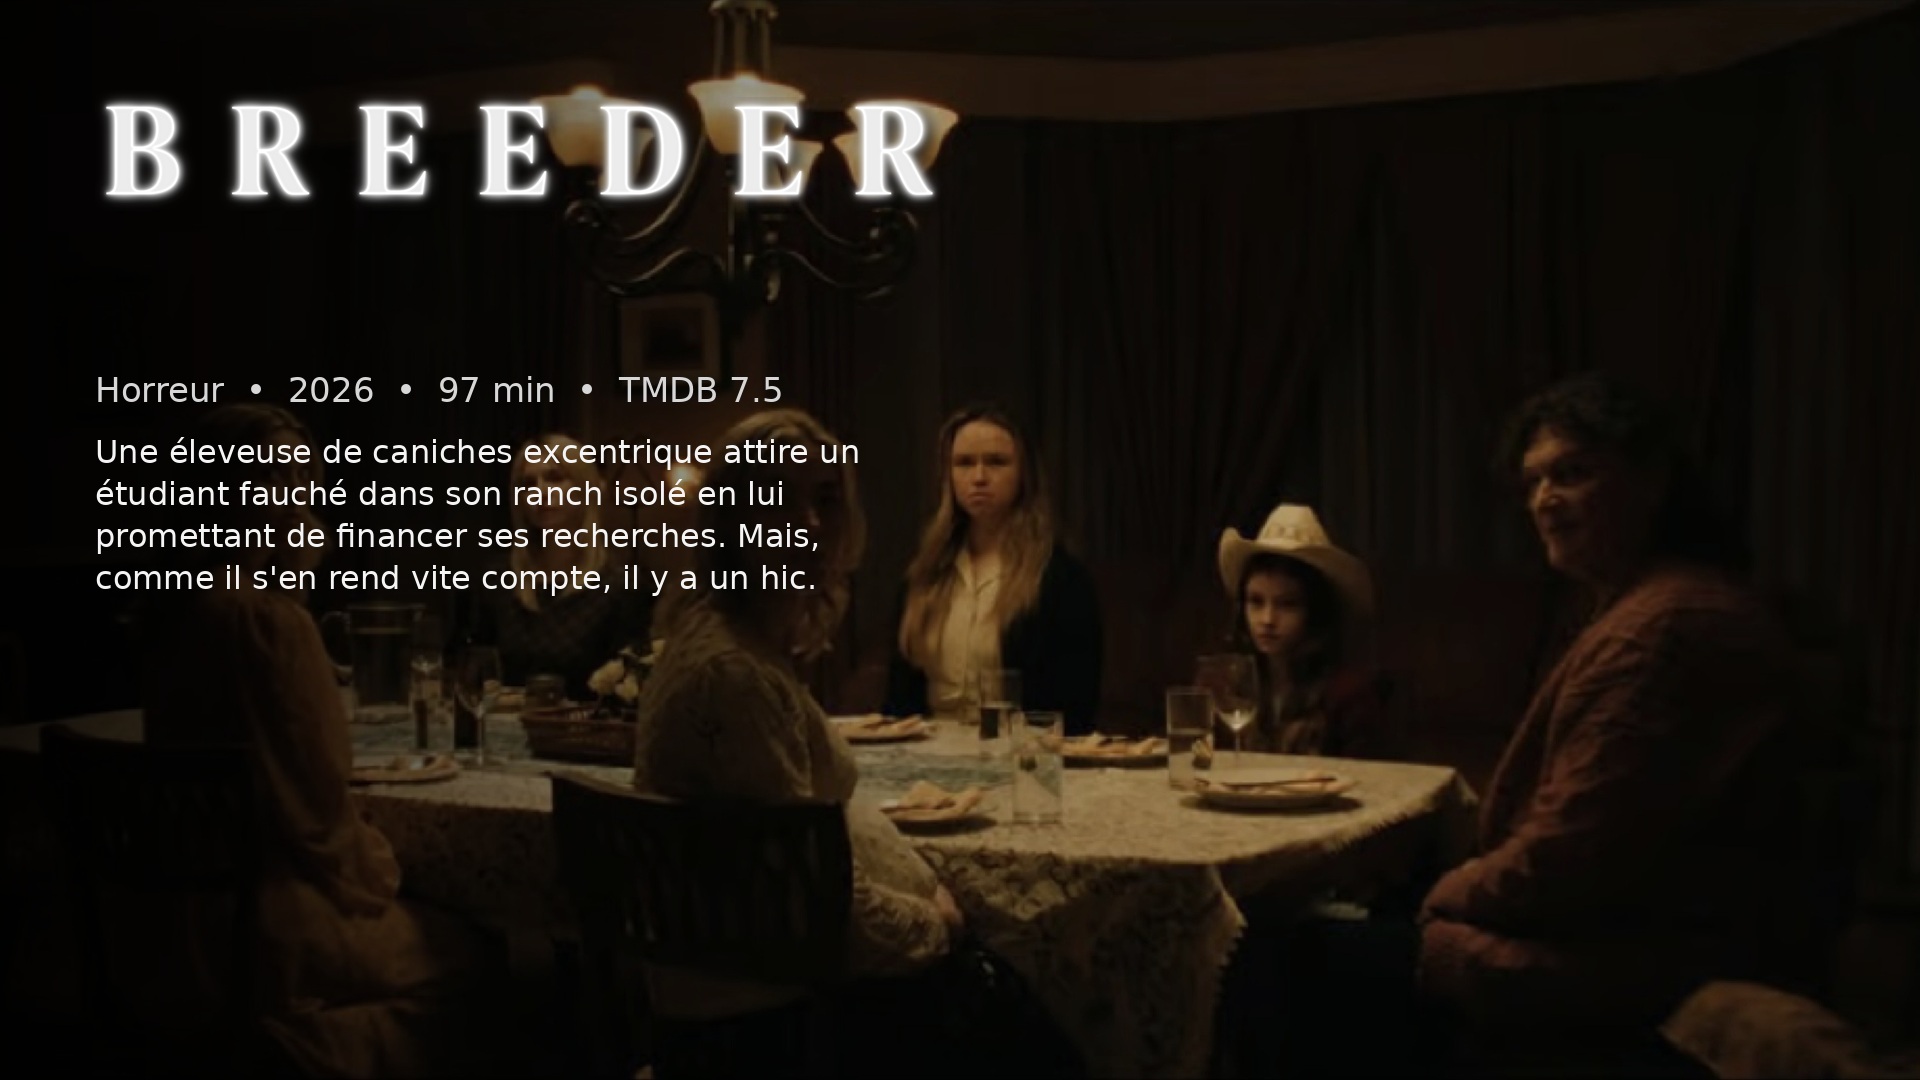 BREEDER
Horreur • 2026 • 97 min • TMDB 7.5
Une éleveuse de caniches excentrique attire un
étudiant fauché dans son ranch isolé en lui
promettant de financer ses recherches. Mais,
comme il s'en rend vite compte, il y a un hic.